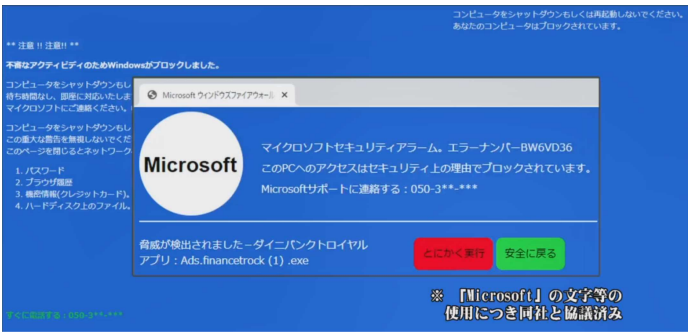 コンピュータをシャットダウンもしくは再起動しないでください。
あなたのコンピュータはブロックされています。
** 注意 !! 注意!! **
不審なアクティビティのためWindowsがブロックしました。
コンピュータをシャットダウンもし
待ち時間なし、即座に対応いたしま
マイクロソフトにご連絡ください。
コンピュータをシャットダウンもし
この重大な警告を無視しないでくだ
このページを閉じるとネットワーク
1. パスワード
2. ブラウザ履歴
3. 機密情報(クレジットカード)。
4. ハードディスク上のファイル。
すぐに電話する:050-3**-***
Microsoft ウィンドウズファイアウォール ×
Microsoft
マイクロソフトセキュリティアラーム。エラーナンバーBW6VD36
このPCへのアクセスはセキュリティ上の理由でブロックされています。
Microsoftサポートに連絡する:050-3**-***
脅威が検出されました–ダイニバンクトロイヤル
アプリ:Ads.financetrock (1) .exe
とにかく実行
安全に戻る
※ 「Microsoft」の文字等の
使用につき同社と協議済み